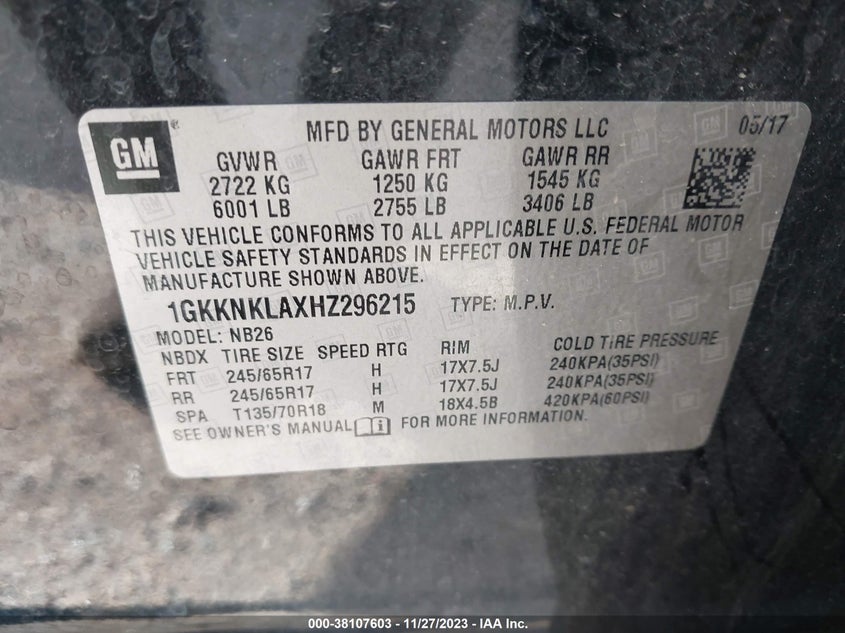 GM
MFD BY GENERAL MOTORS LLC 05/17
GVWR GAWR FRT GAWR RR
2722 KG 1250 KG 1545 KG
6001 LB 2755 LB 3406 LB
THIS VEHICLE CONFORMS TO ALL APPLICABLE U.S. FEDERAL MOTOR
VEHICLE SAFETY STANDARDS IN EFFECT ON THE DATE OF
MANUFACTURE SHOWN ABOVE.
1GKKNKLAXHZ296215 TYPE: M.P.V.
MODEL: NB26
NBDX TIRE SIZE SPEED RTG RIM COLD TIRE PRESSURE
FRT 245/65R17 H 17X7.5J 240KPA(35PSI)
RR 245/65R17 H 17X7.5J 240KPA(35PSI)
SPA T135/70R18 M 18X4.5B 420KPA(60PSI)
SEE OWNER'S MANUAL FOR MORE INFORMATION.
000-38107603 - 11/27/2023 - IAA Inc.